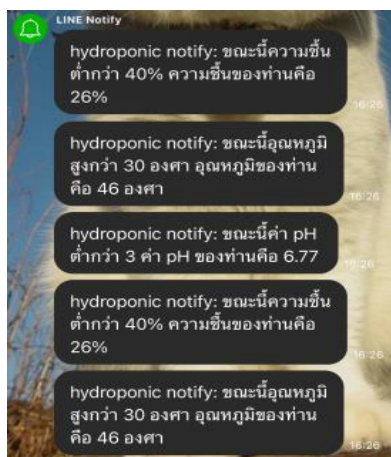 LINE Notify
hydroponic notify: ขณะนี้ความชื้น
ต่ำกว่า 40% ความชื้นของท่านคือ
26%
16:26
hydroponic notify: ขณะนี้อุณหภูมิ
สูงกว่า 30 องศา อุณหภูมิของท่าน
คือ 46 องศา
16:26
hydroponic notify: ขณะนี้ค่า pH
ต่ำกว่า 3 ค่า pH ของท่านคือ 6.77
16:26
hydroponic notify: ขณะนี้ความชื้น
ต่ำกว่า 40% ความชื้นของท่านคือ
26%
16:26
hydroponic notify: ขณะนี้อุณหภูมิ
สูงกว่า 30 องศา อุณหภูมิของท่าน
คือ 46 องศา
16:26